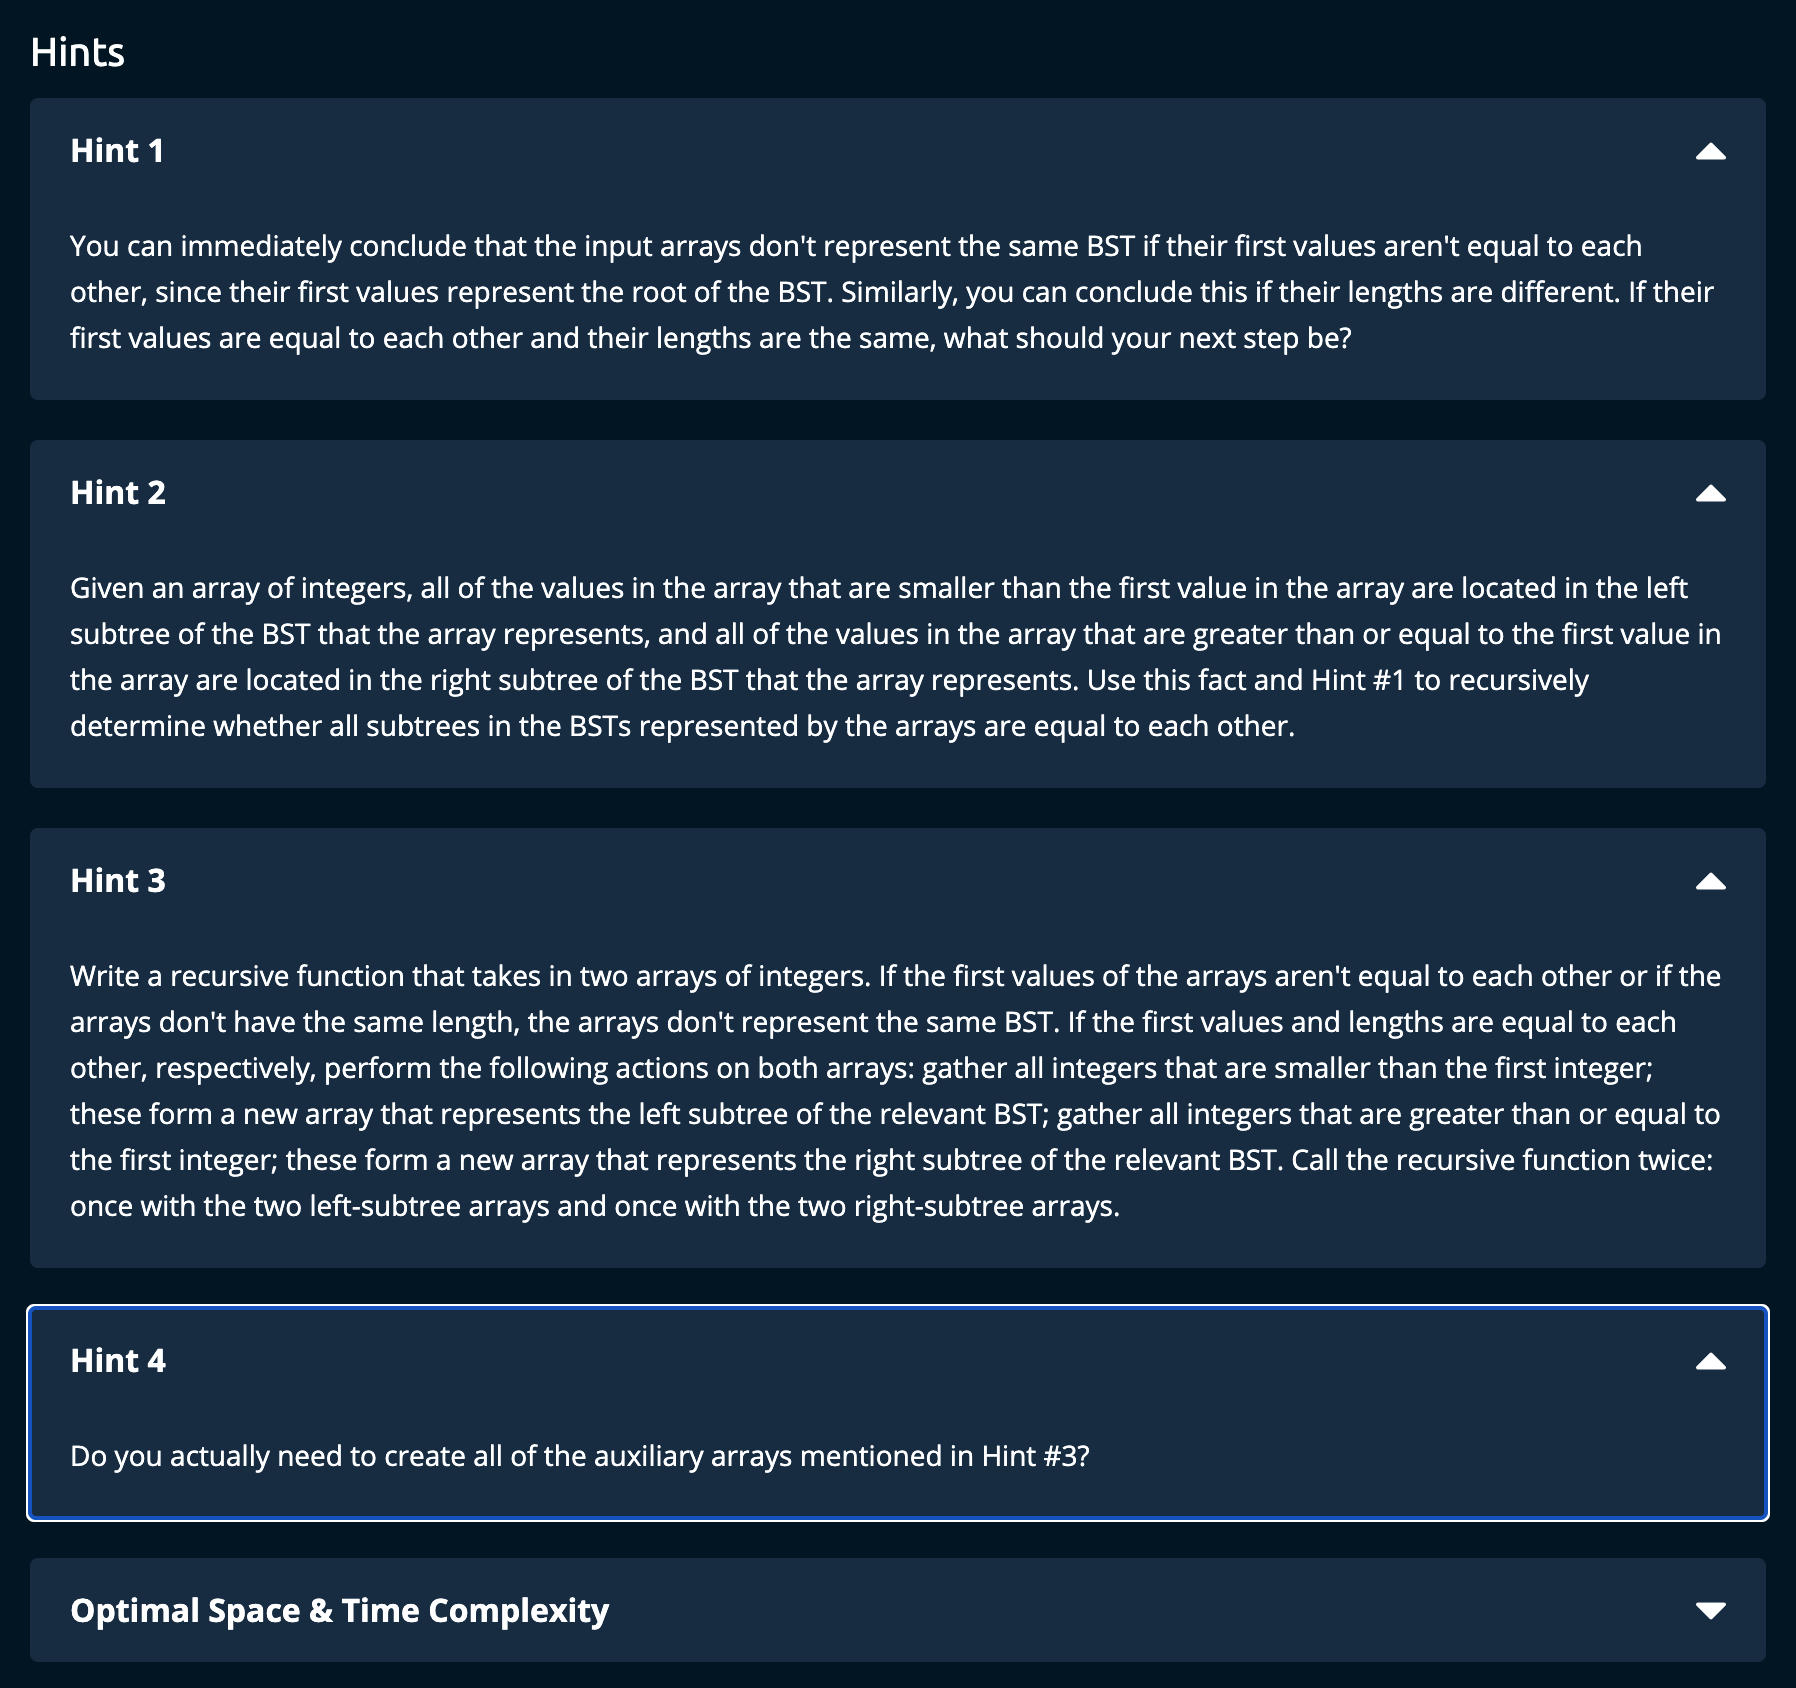 Hints
Hint 1
You can immediately conclude that the input arrays don't represent the same BST if their first values aren't equal to each
other, since their first values represent the root of the BST. Similarly, you can conclude this if their lengths are different. If their
first values are equal to each other and their lengths are the same, what should your next step be?
Hint 2
Given an array of integers, all of the values in the array that are smaller than the first value in the array are located in the left
subtree of the BST that the array represents, and all of the values in the array that are greater than or equal to the first value in
the array are located in the right subtree of the BST that the array represents. Use this fact and Hint #1 to recursively
determine whether all subtrees in the BSTs represented by the arrays are equal to each other.
Hint 3
Write a recursive function that takes in two arrays of integers. If the first values of the arrays aren't equal to each other or if the
arrays don't have the same length, the arrays don't represent the same BST. If the first values and lengths are equal to each
other, respectively, perform the following actions on both arrays: gather all integers that are smaller than the first integer;
these form a new array that represents the left subtree of the relevant BST; gather all integers that are greater than or equal to
the first integer; these form a new array that represents the right subtree of the relevant BST. Call the recursive function twice:
once with the two left-subtree arrays and once with the two right-subtree arrays.
Hint 4
Do you actually need to create all of the auxiliary arrays mentioned in Hint #3?
Optimal Space & Time Complexity